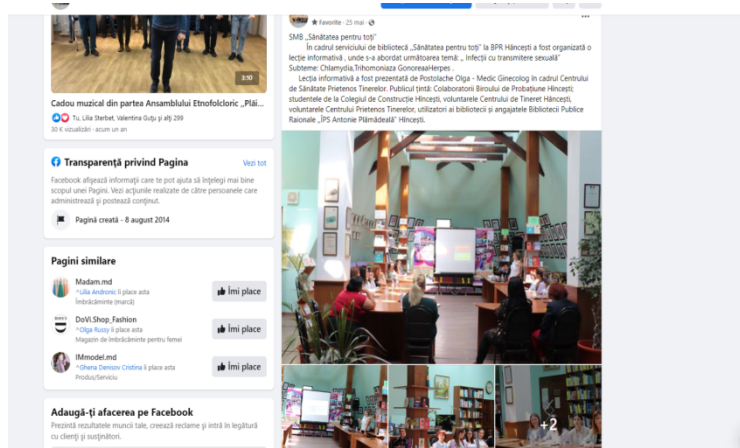 3:10
Cadou muzical din partea Ansamblului Etnofolcloric „Plăi...
Tu, Lilia Sterbet, Valentina Guțu și alți 299
30 K vizualizări · acum un an
Transparență privind Pagina
Vezi tot
Facebook afișează informații care te pot ajuta să înțelegi mai bine
scopul unei Pagini. Vezi acțiunile realizate de către persoanele care
administrează și postează conținut.
Pagină creată - 8 august 2014
Pagini similare
Madam.md
Lilia Andronic îi place asta
Îmbrăcăminte (marcă)
Îmi place
DoVi.Shop_Fashion
Olga Russy îi place asta
Magazin de îmbrăcăminte pentru femei
Îmi place
IMmodel.md
Ghena Denisov Cristina îi place asta
Produs/Serviciu
Îmi place
Adaugă-ți afacerea pe Facebook
Prezintă rezultatele muncii tale, creează reclame și intră în legătură
cu clienți și susținători.
Favorite · 25 mai ·
SMB „Sănătatea pentru toți"
În cadrul serviciului de bibliotecă „Sănătatea pentru toți" la BPR Hâncești a fost organizată o
lecție informativă , unde s-a abordat următoarea temă: „ Infecții cu transmitere sexuală"
Subteme: Chlamydia,Trihomoniaza GonoreaaHerpes .
Lecția informativă a fost prezentată de Postolache Olga - Medic Ginecolog în cadrul Centrului
de Sănătate Prietenos Tinerelor. Publicul țintă: Colaboratorii Biroului de Probațiune Hîncești;
studentele de la Colegiul de Construcție Hîncești, voluntarele Centrului de Tineret Hâncești,
voluntarele Centrului Prietenos Tinerelor, utilizatori ai bibliotecii și angajatele Bibliotecii Publice
Raionale „ÎPS Antonie Plămădeală" Hîncești.
+2